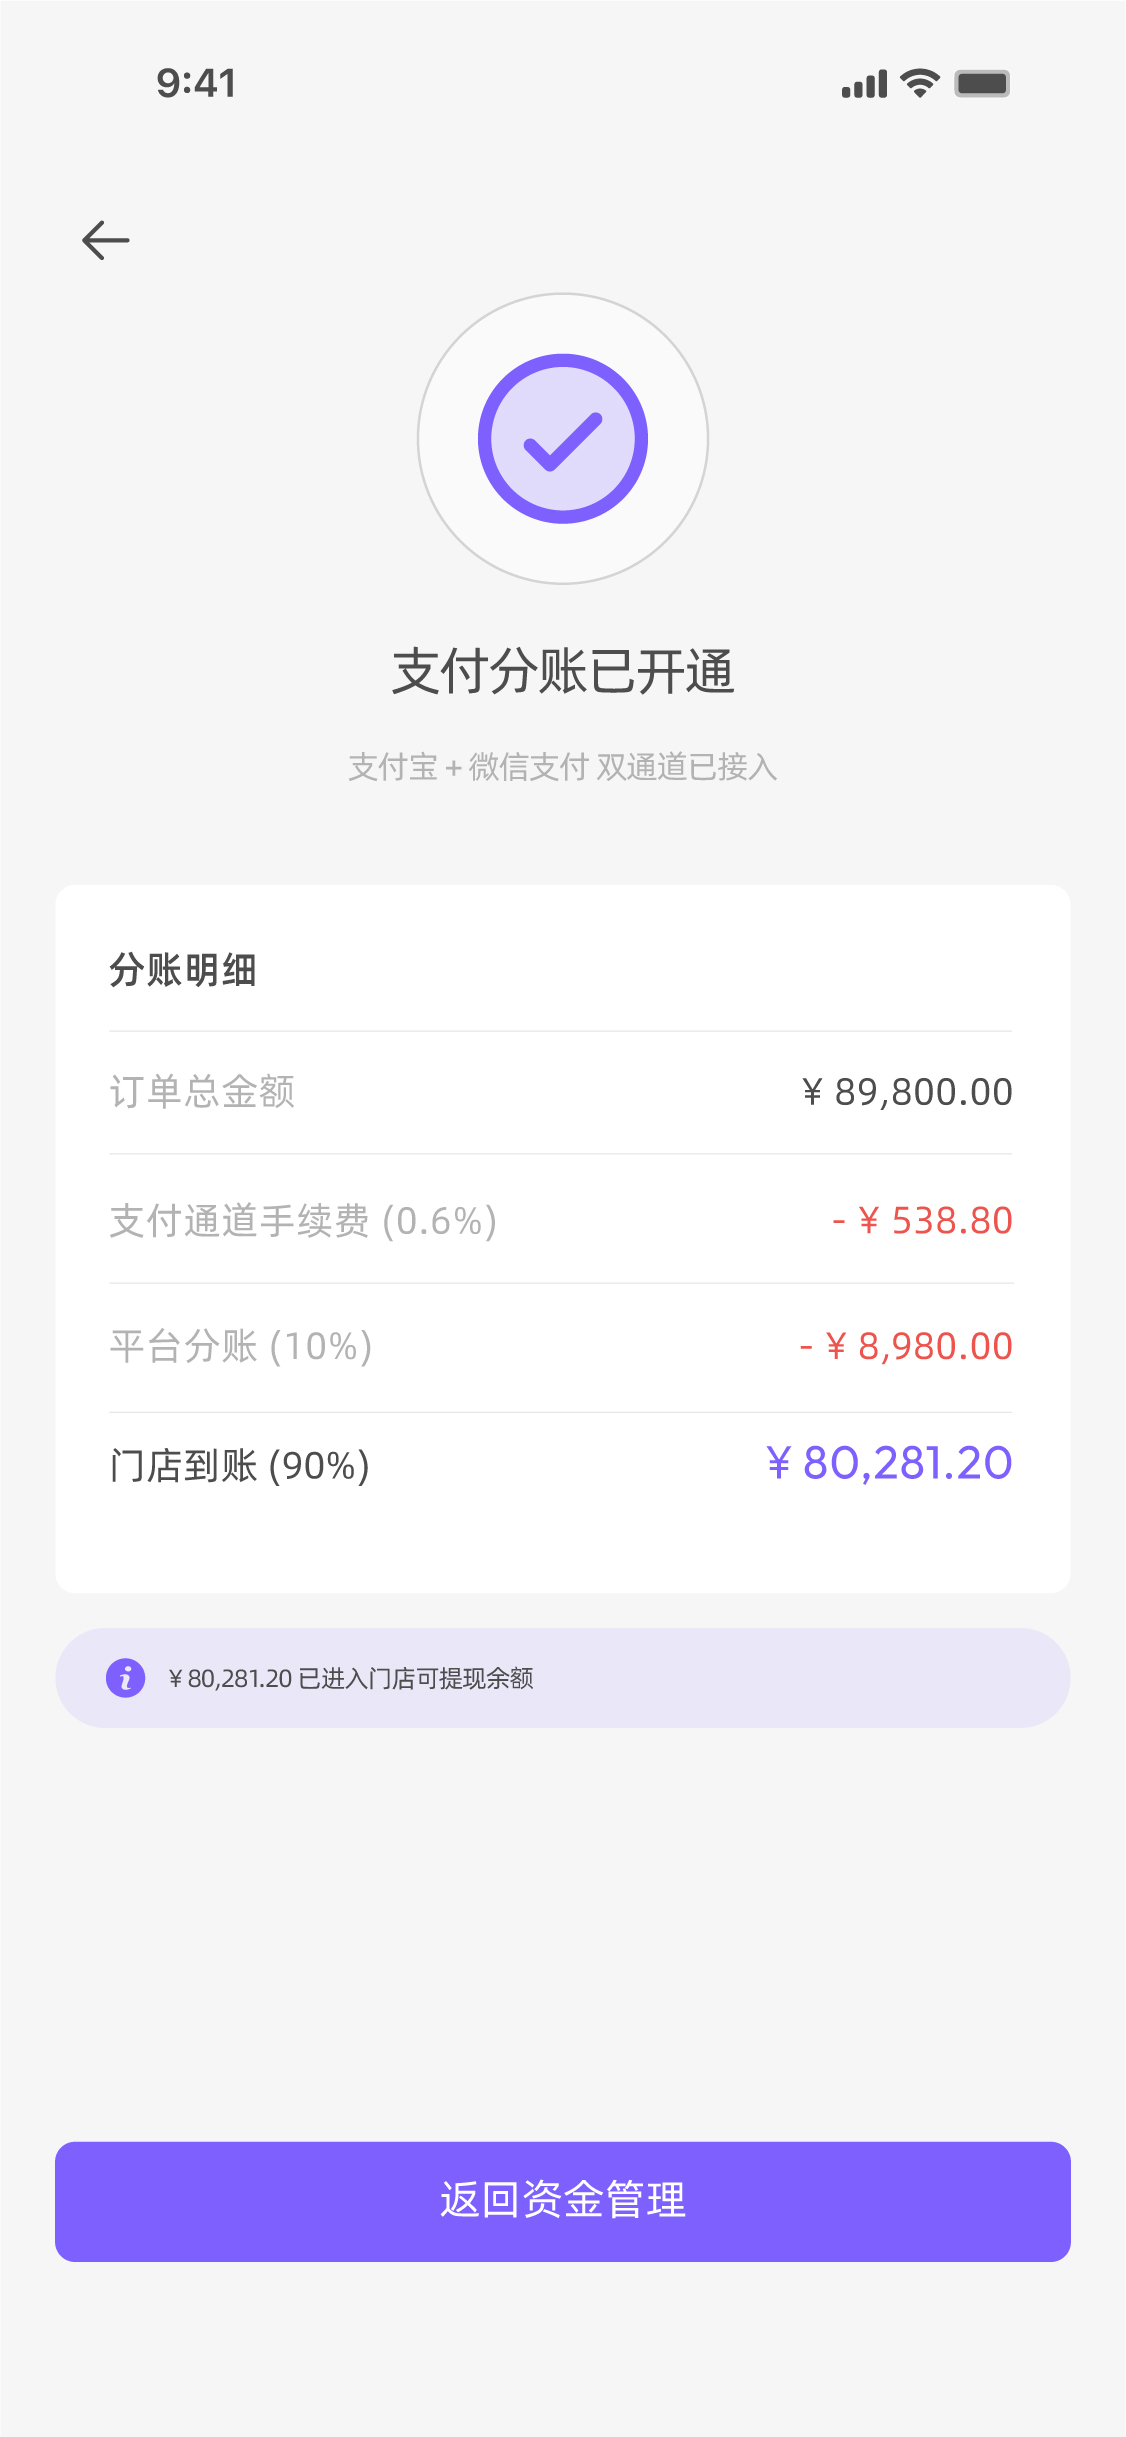 9:41
支付分账已开通
支付宝 + 微信支付 双通道已接入
分账明细
订单总金额 ¥ 89,800.00
支付通道手续费 (0.6%) - ¥ 538.80
平台分账 (10%) - ¥ 8,980.00
门店到账 (90%) ¥ 80,281.20
¥ 80,281.20 已进入门店可提现余额
返回资金管理